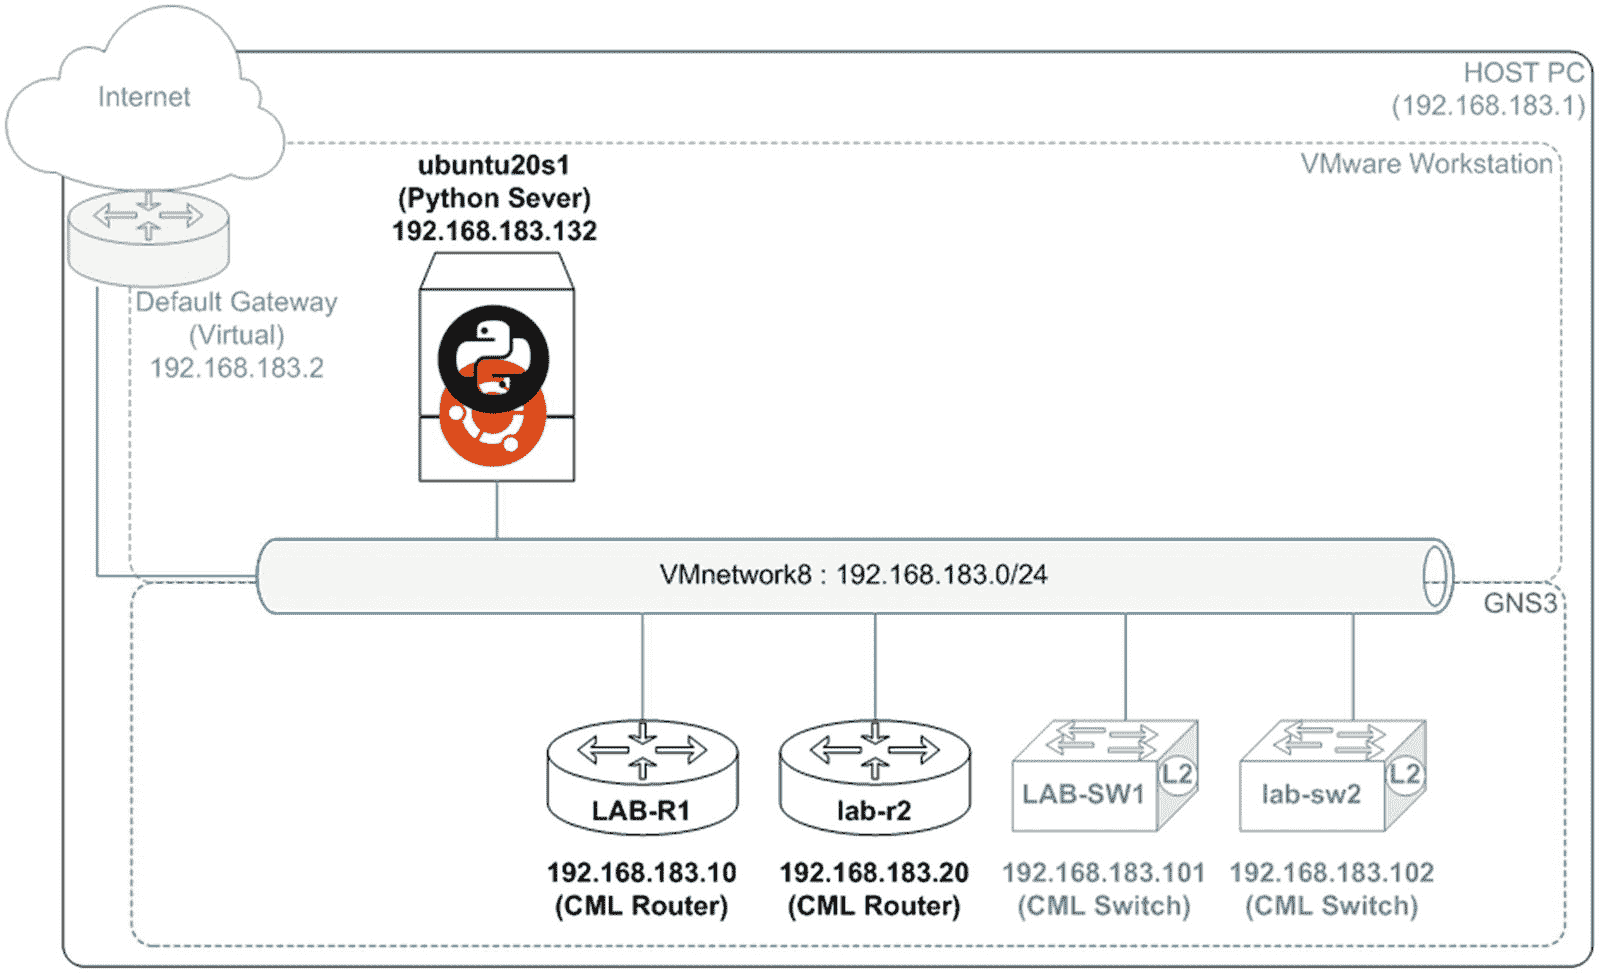 Internet
HOST PC
(192.168.183.1)
VMware Workstation
ubuntu20s1
(Python Sever)
192.168.183.132
Default Gateway
(Virtual)
192.168.183.2
VMnetwork8 : 192.168.183.0/24
GNS3
LAB-R1
lab-r2
LAB-SW1
L2
lab-sw2
L2
192.168.183.10
(CML Router)
192.168.183.20
(CML Router)
192.168.183.101
(CML Switch)
192.168.183.102
(CML Switch)